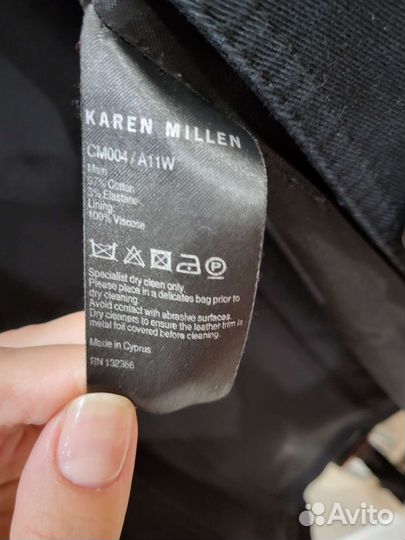 KAREN MILLEN
CM004 / A11W
Main
97% Cotton
3% Elastane
Lining:
100% Viscose
P
Specialist dry clean only.
Please place in a delicates bag prior to
dry cleaning.
Avoid contact with abrasive surfaces.
Dry cleaners to ensure the leather trim is
metal foil covered before cleaning.
Made in Cyprus
RN 132366
Avito